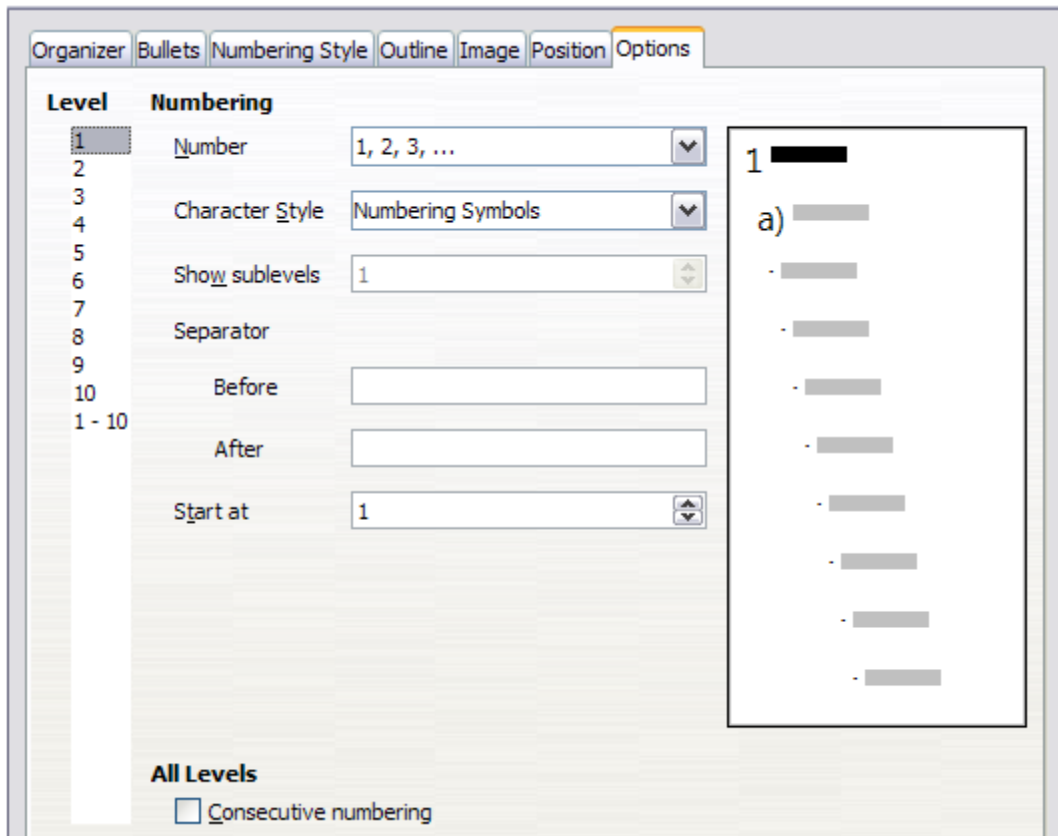 Organizer Bullets Numbering Style Outline Image Position Options
Level Numbering
1
2
3
4
5
6
7
8
9
10
1 - 10
Number 1, 2, 3, ...
Character Style Numbering Symbols
Show sublevels 1
Separator
Before
After
Start at 1
1
a)
-
-
-
-
-
-
-
-
All Levels
Consecutive numbering